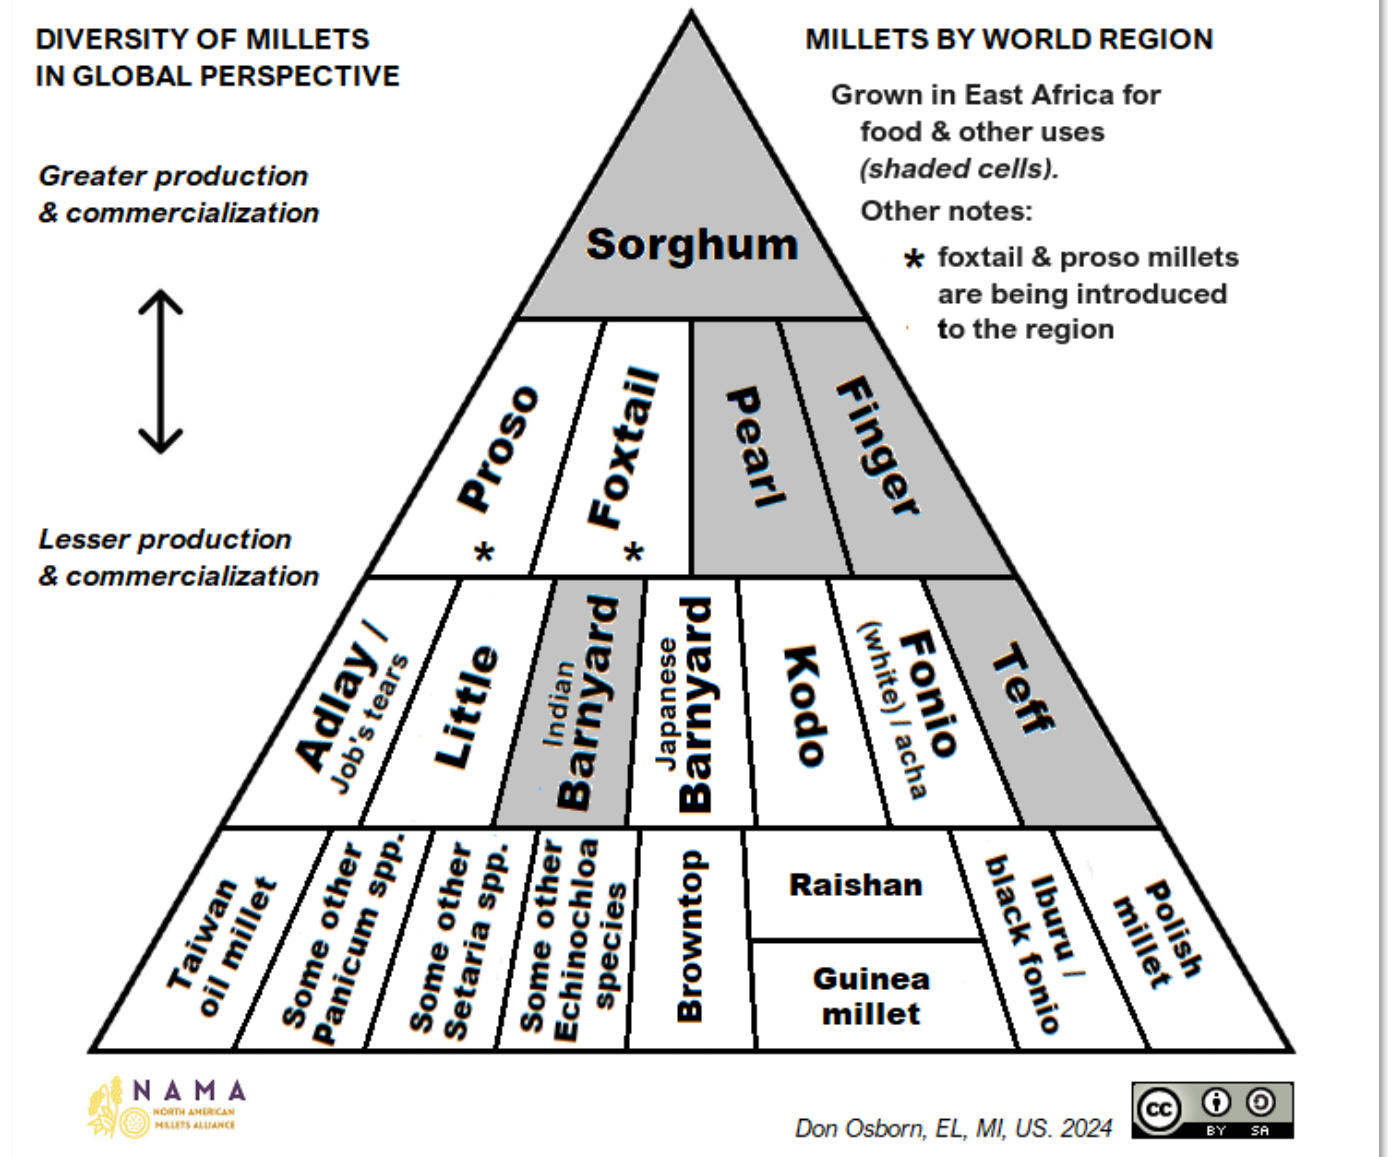 DIVERSITY OF MILLETS
IN GLOBAL PERSPECTIVE
MILLETS BY WORLD REGION
Grown in East Africa for
food & other uses
(shaded cells).
Other notes:
* foxtail & proso millets
are being introduced
to the region
Greater production
& commercialization
Lesser production
& commercialization
Sorghum
Proso
*
Foxtail
*
Pearl
Finger
Adlay /
Job's tears
Little
Indian
Barnyard
Japanese
Barnyard
Kodo
Fonio
(white) / acha
Teff
Taiwan
oil millet
Some other
Panicum spp.
Some other
Setaria spp.
Some other
Echinochloa
species
Browntop
Raishan
Guinea
millet
Iburu /
black fonio
Polish
millet
NAMA
NORTH AMERICAN
MILLETS ALLIANCE
Don Osborn, EL, MI, US. 2024
cc
BY SA